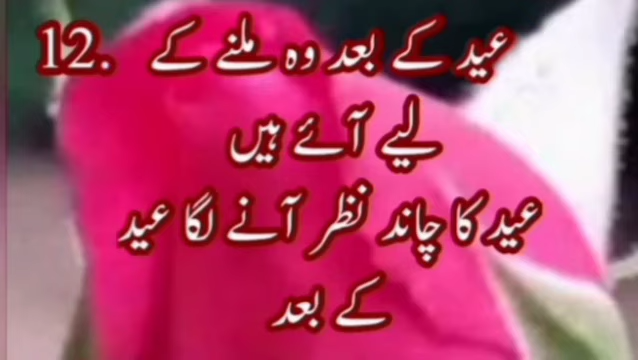 12. عید کے بعد وہ ملنے کے
لیے آئے ہیں
عید کا چاند نظر آنے لگا عید
کے بعد